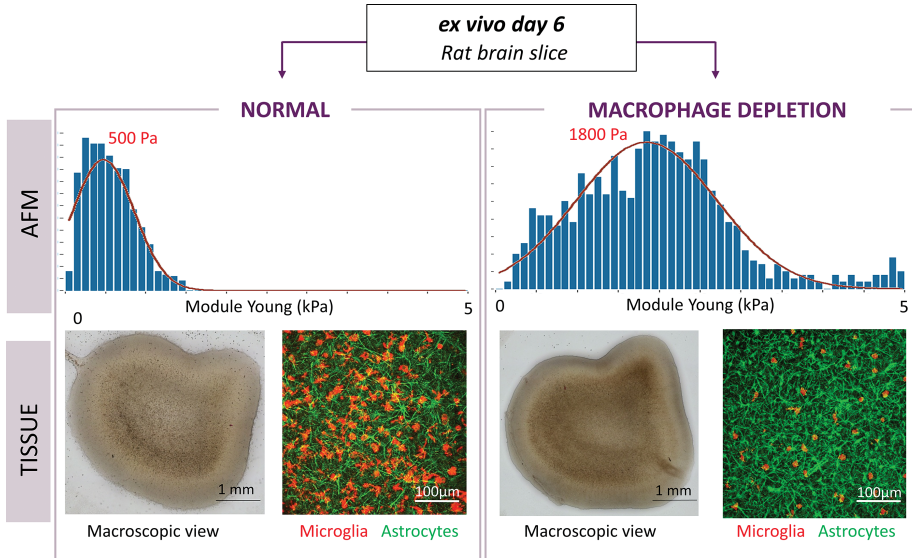 ex vivo day 6
Rat brain slice
NORMAL
MACROPHAGE DEPLETION
AFM
500 Pa
1800 Pa
0
Module Young (kPa)
5
0
Module Young (kPa)
5
TISSUE
1 mm
100µm
1 mm
100µm
Macroscopic view
Microglia Astrocytes
Macroscopic view
Microglia Astrocytes